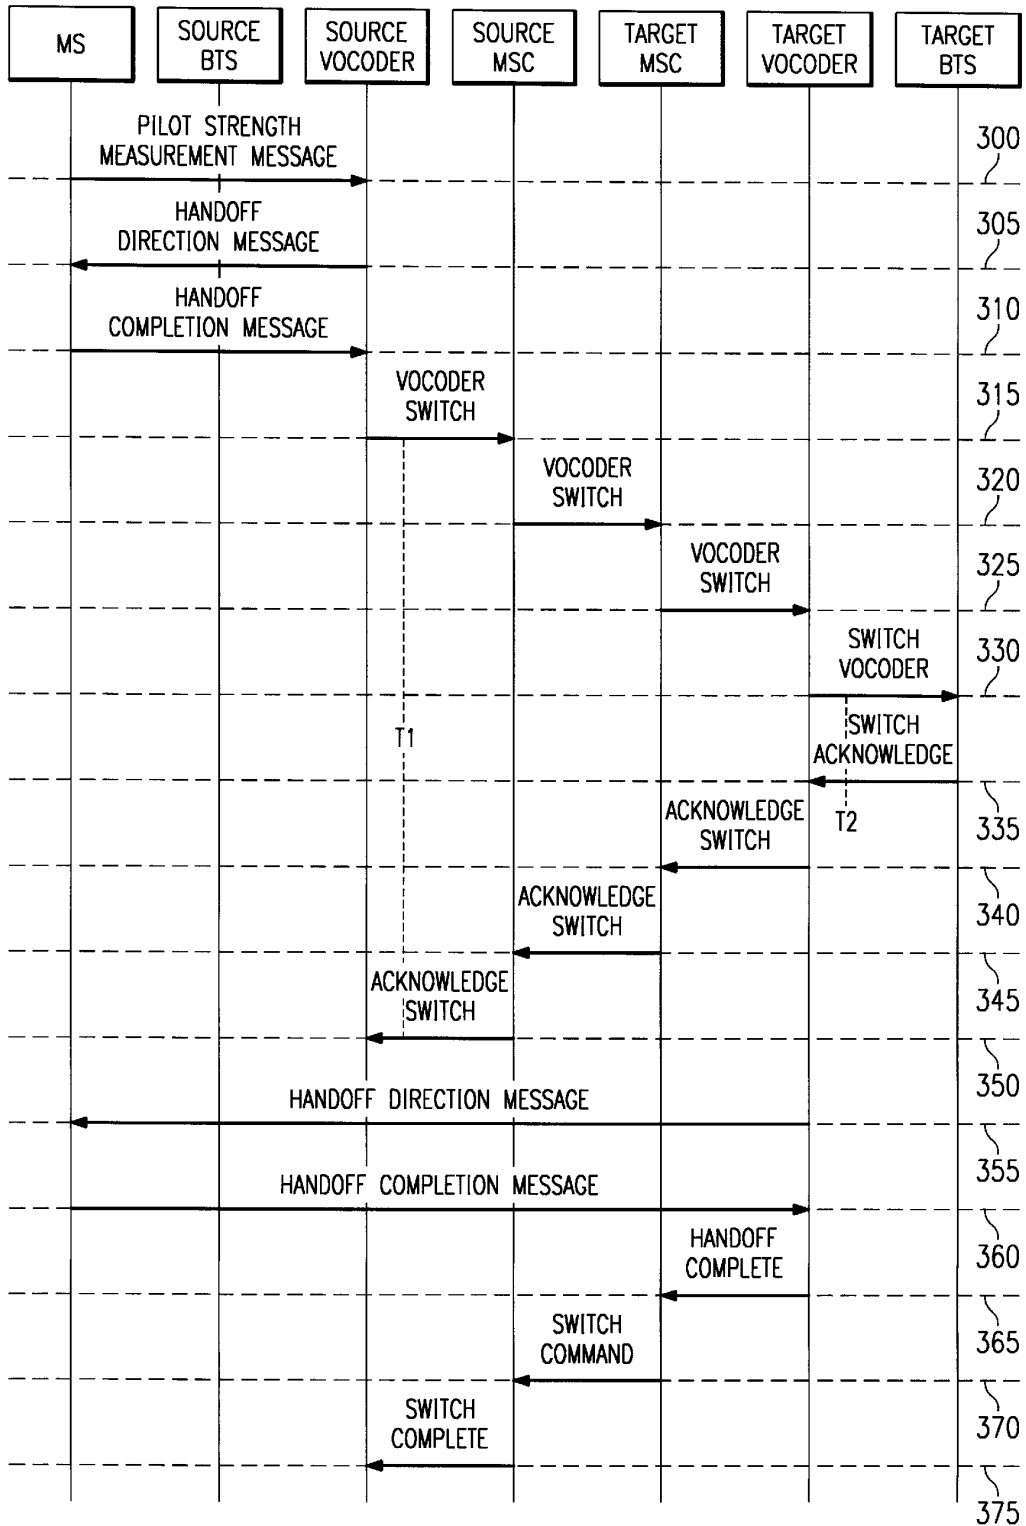 MS
SOURCE
BTS
SOURCE
VOCODER
SOURCE
MSC
TARGET
MSC
TARGET
VOCODER
TARGET
BTS
PILOT STRENGTH
MEASUREMENT MESSAGE
300
HANDOFF
DIRECTION MESSAGE
305
HANDOFF
COMPLETION MESSAGE
310
VOCODER
SWITCH
315
VOCODER
SWITCH
320
VOCODER
SWITCH
325
SWITCH
VOCODER
330
T1
SWITCH
ACKNOWLEDGE
335
T2
ACKNOWLEDGE
SWITCH
340
ACKNOWLEDGE
SWITCH
345
ACKNOWLEDGE
SWITCH
350
HANDOFF DIRECTION MESSAGE
355
HANDOFF COMPLETION MESSAGE
360
HANDOFF
COMPLETE
365
SWITCH
COMMAND
370
SWITCH
COMPLETE
375